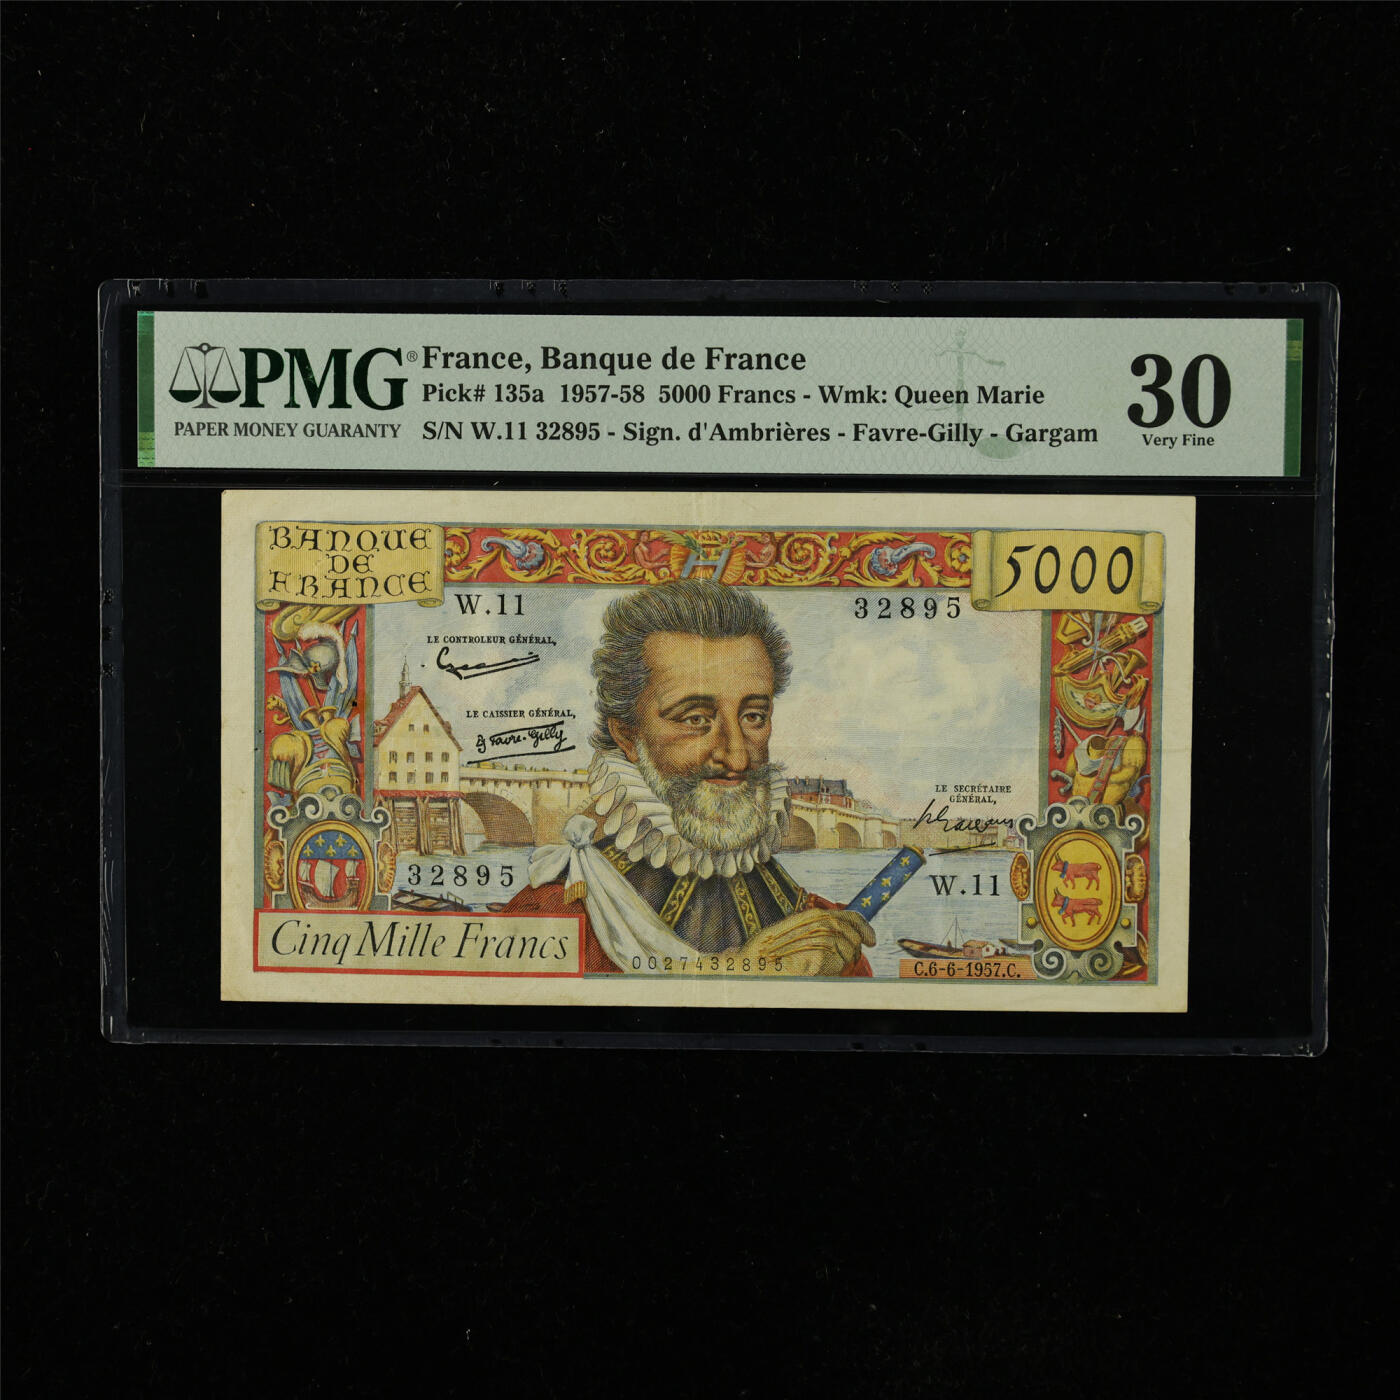 PMG®
PAPER MONEY GUARANTY
France, Banque de France
Pick# 135a 1957-58 5000 Francs - Wmk: Queen Marie
S/N W.11 32895 - Sign. d'Ambrières - Favre-Gilly - Gargam
30
Very Fine
BANQUE
DE
FRANCE
5000
W.11
32895
LE CONTROLEUR GÉNÉRAL,
LE CAISSIER GÉNÉRAL,
Favre-Gilly
LE SECRÉTAIRE
GÉNÉRAL,
32895
W.11
Cinq Mille Francs
0027432895
C.6-6-1957.C.